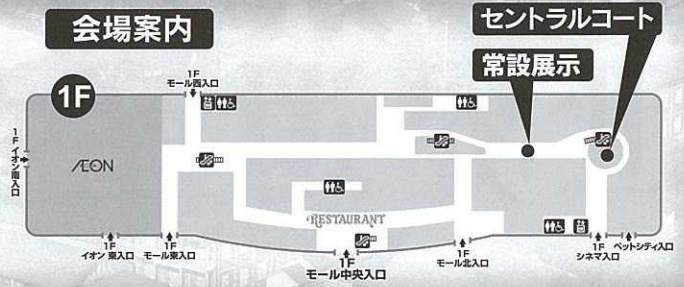 会場案内
セントラルコート
常設展示
1F
1F
モール西入口
1F イオン南入口
ÆON
RESTAURANT
1F
イオン 東入口
1F
モール東入口
1F
モール中央入口
1F
モール北入口
1F
シネマ入口
ペットシティ入口